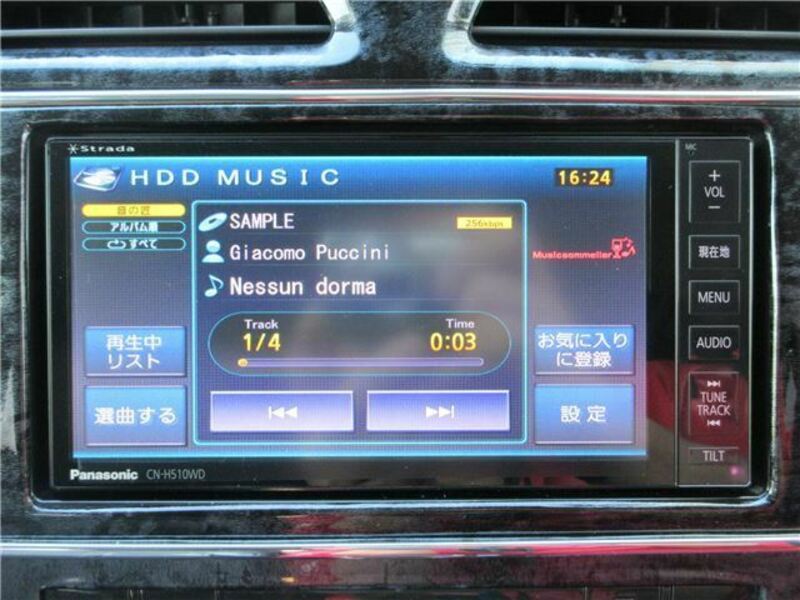 Strada
HDD MUSIC
16:24
音の匠
アルバム順
すべて
SAMPLE
256kbps
Giacomo Puccini
Nessun dorma
Musicsommelier
Track
Time
1/4
0:03
再生中
リスト
お気に入り
に登録
選曲する
設定
Panasonic CN-H510WD
MC
+
VOL
−
現在地
MENU
AUDIO
TUNE
TRACK
TILT